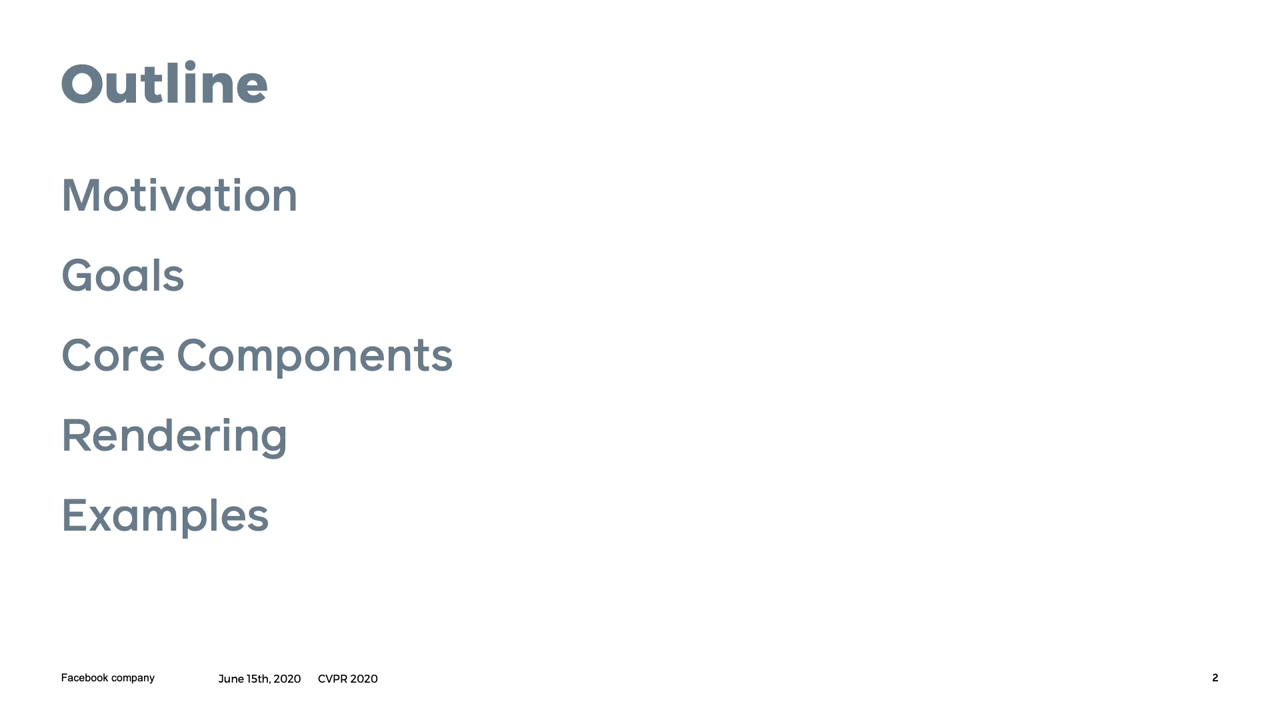 Outline
Motivation
Goals
Core Components
Rendering
Examples
Facebook company June 15th, 2020 CVPR 2020 2